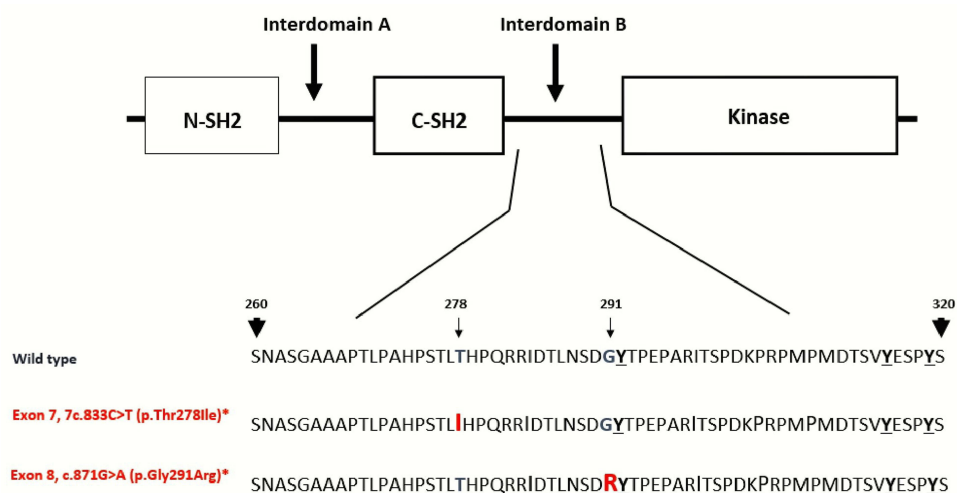 Interdomain A Interdomain B
N-SH2 C-SH2 Kinase
260 278 291 320
Wild type SNASGAAAPTLPAHPSTLTHPQRRIDTLNSDGYTPEPARITSPDKPRPMPMDTSVYESPYS
Exon 7, 7c.833C>T (p.Thr278Ile)* SNASGAAAPTLPAHPSTLIHPQRRIDTLNSDGYTPEPARITSPDKPRPMPMDTSVYESPYS
Exon 8, c.871G>A (p.Gly291Arg)* SNASGAAAPTLPAHPSTLTHPQRRIDTLNSDRYTPEPARITSPDKPRPMPMDTSVYESPYS